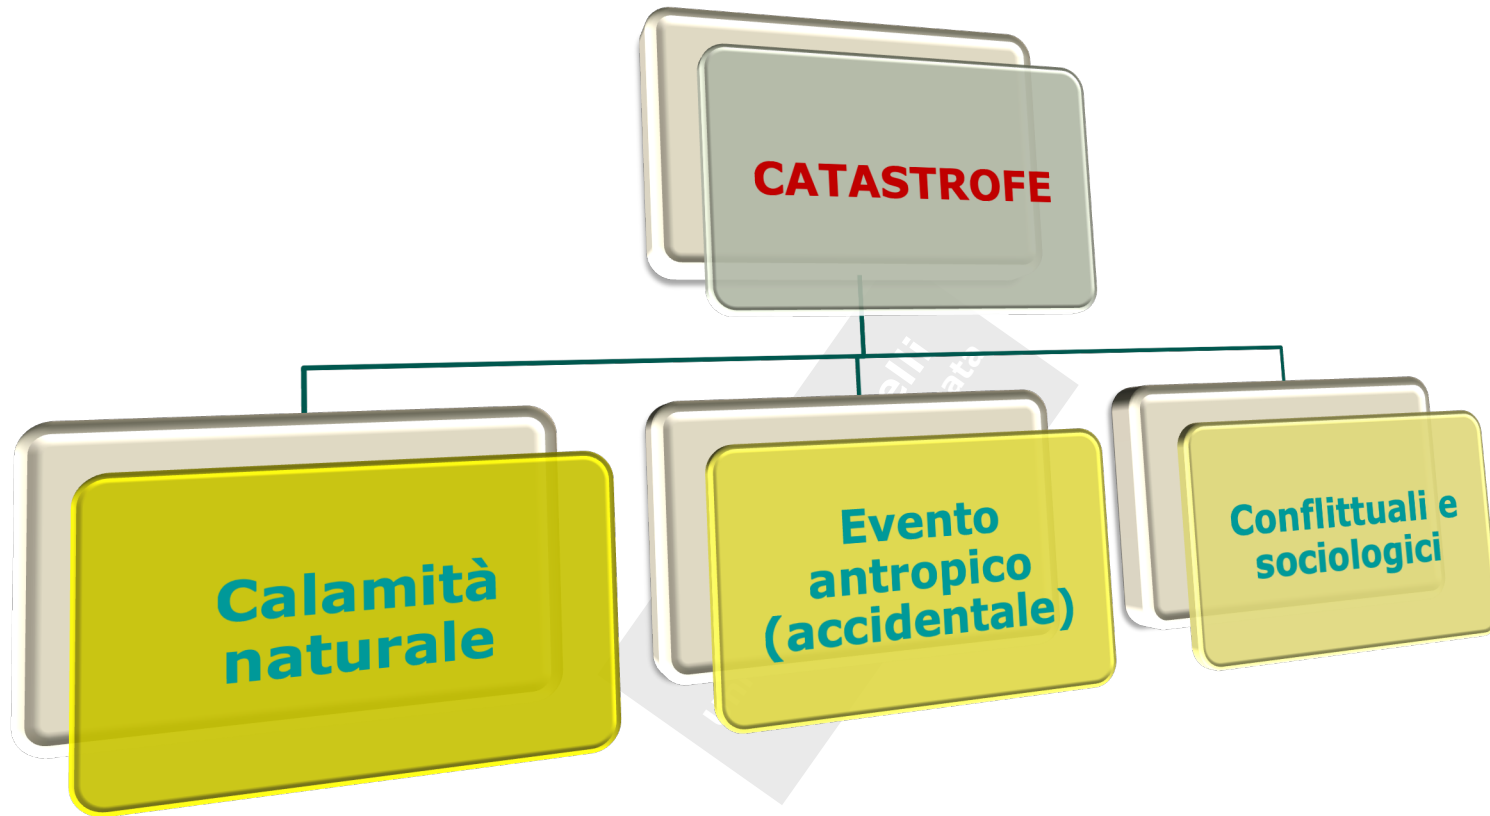 CATASTROFE
Calamità
naturale
Evento
antropico
(accidentale)
Conflittuali e
sociologici